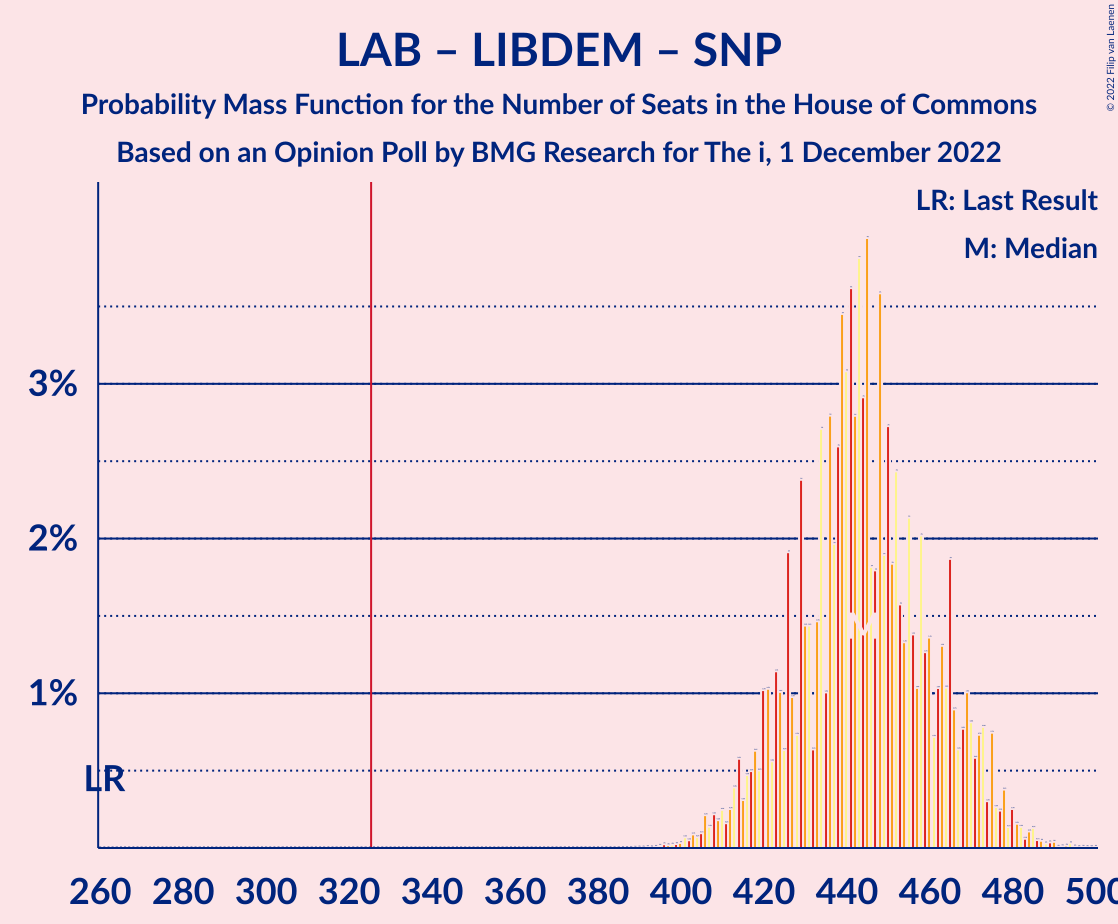 LAB – LIBDEM – SNP
Probability Mass Function for the Number of Seats in the House of Commons
Based on an Opinion Poll by BMG Research for The i, 1 December 2022
© 2022 Filip van Laenen
LR: Last Result
M: Median
3%
2%
1%
LR
M
260 280 300 320 340 360 380 400 420 440 460 480 500